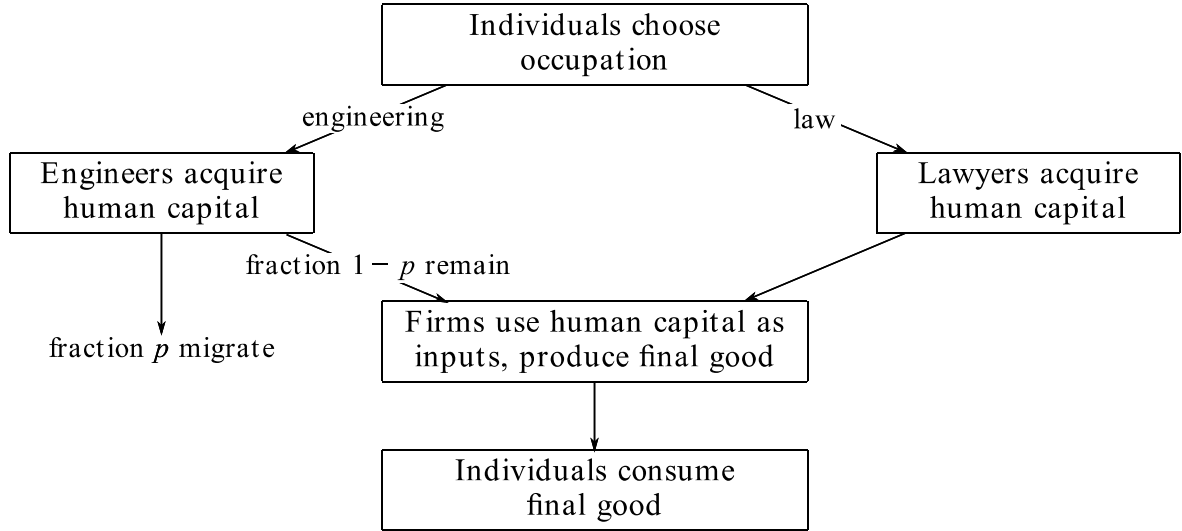 Individuals choose
occupation
engineering
law
Engineers acquire
human capital
Lawyers acquire
human capital
fraction 1 − p remain
Firms use human capital as
inputs, produce final good
fraction p migrate
Individuals consume
final good